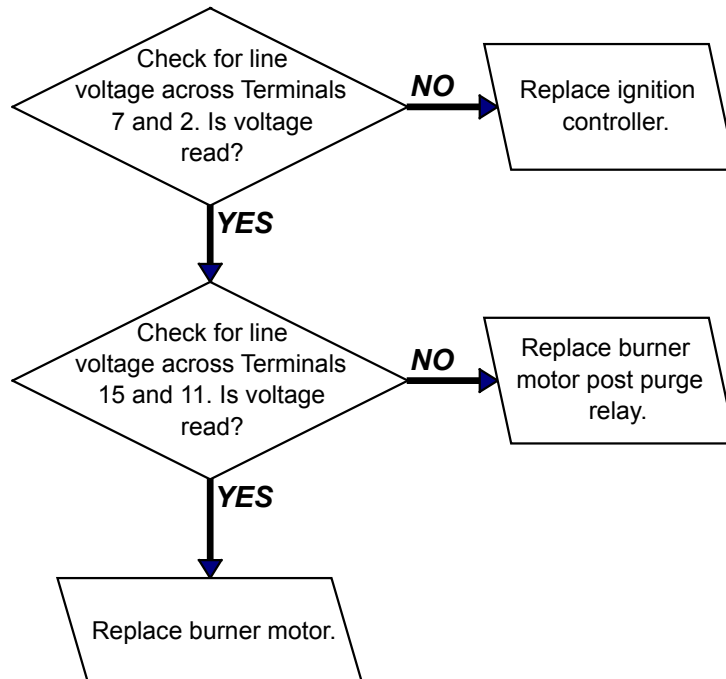 Check for line
voltage across Terminals
7 and 2. Is voltage
read?
NO
Replace ignition
controller.
YES
Check for line
voltage across Terminals
15 and 11. Is voltage
read?
NO
Replace burner
motor post purge
relay.
YES
Replace burner motor.